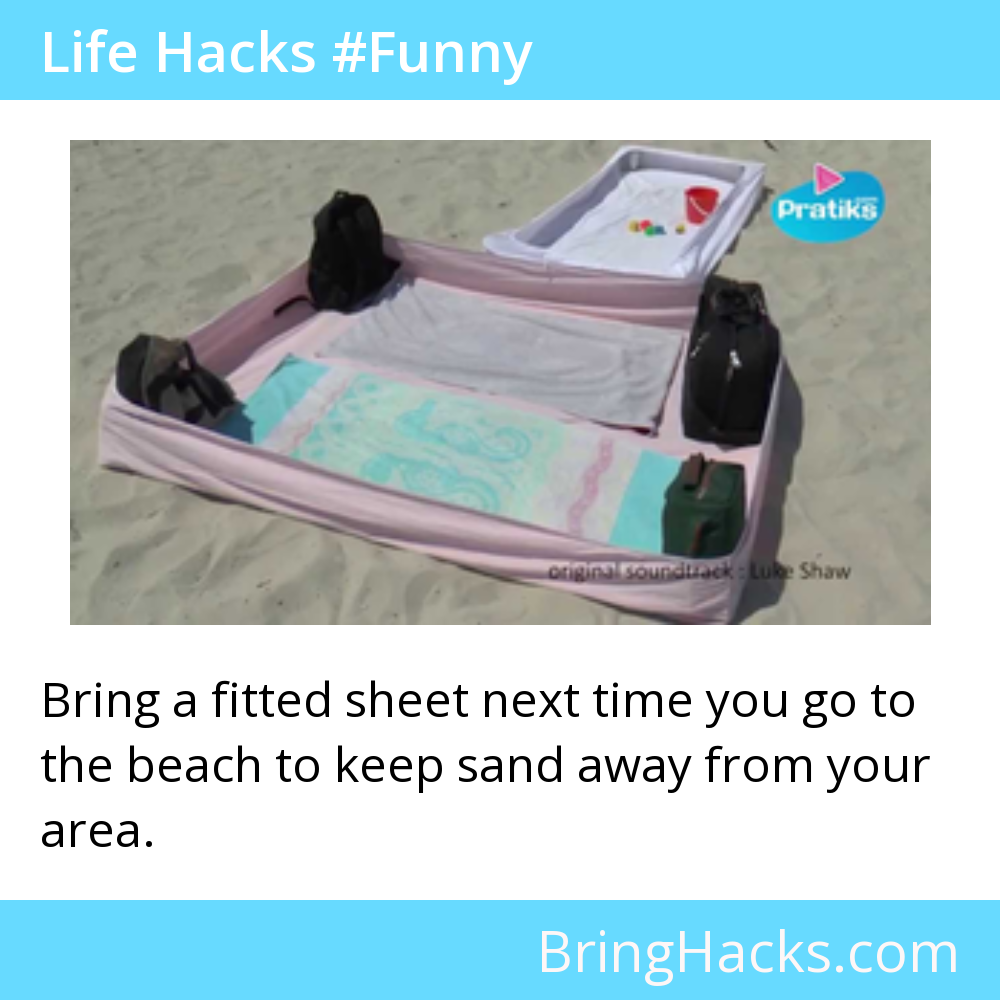 Life Hacks #Funny
Pratiks
original soundtrack : Luke Shaw
Bring a fitted sheet next time you go to
the beach to keep sand away from your
area.
BringHacks.com